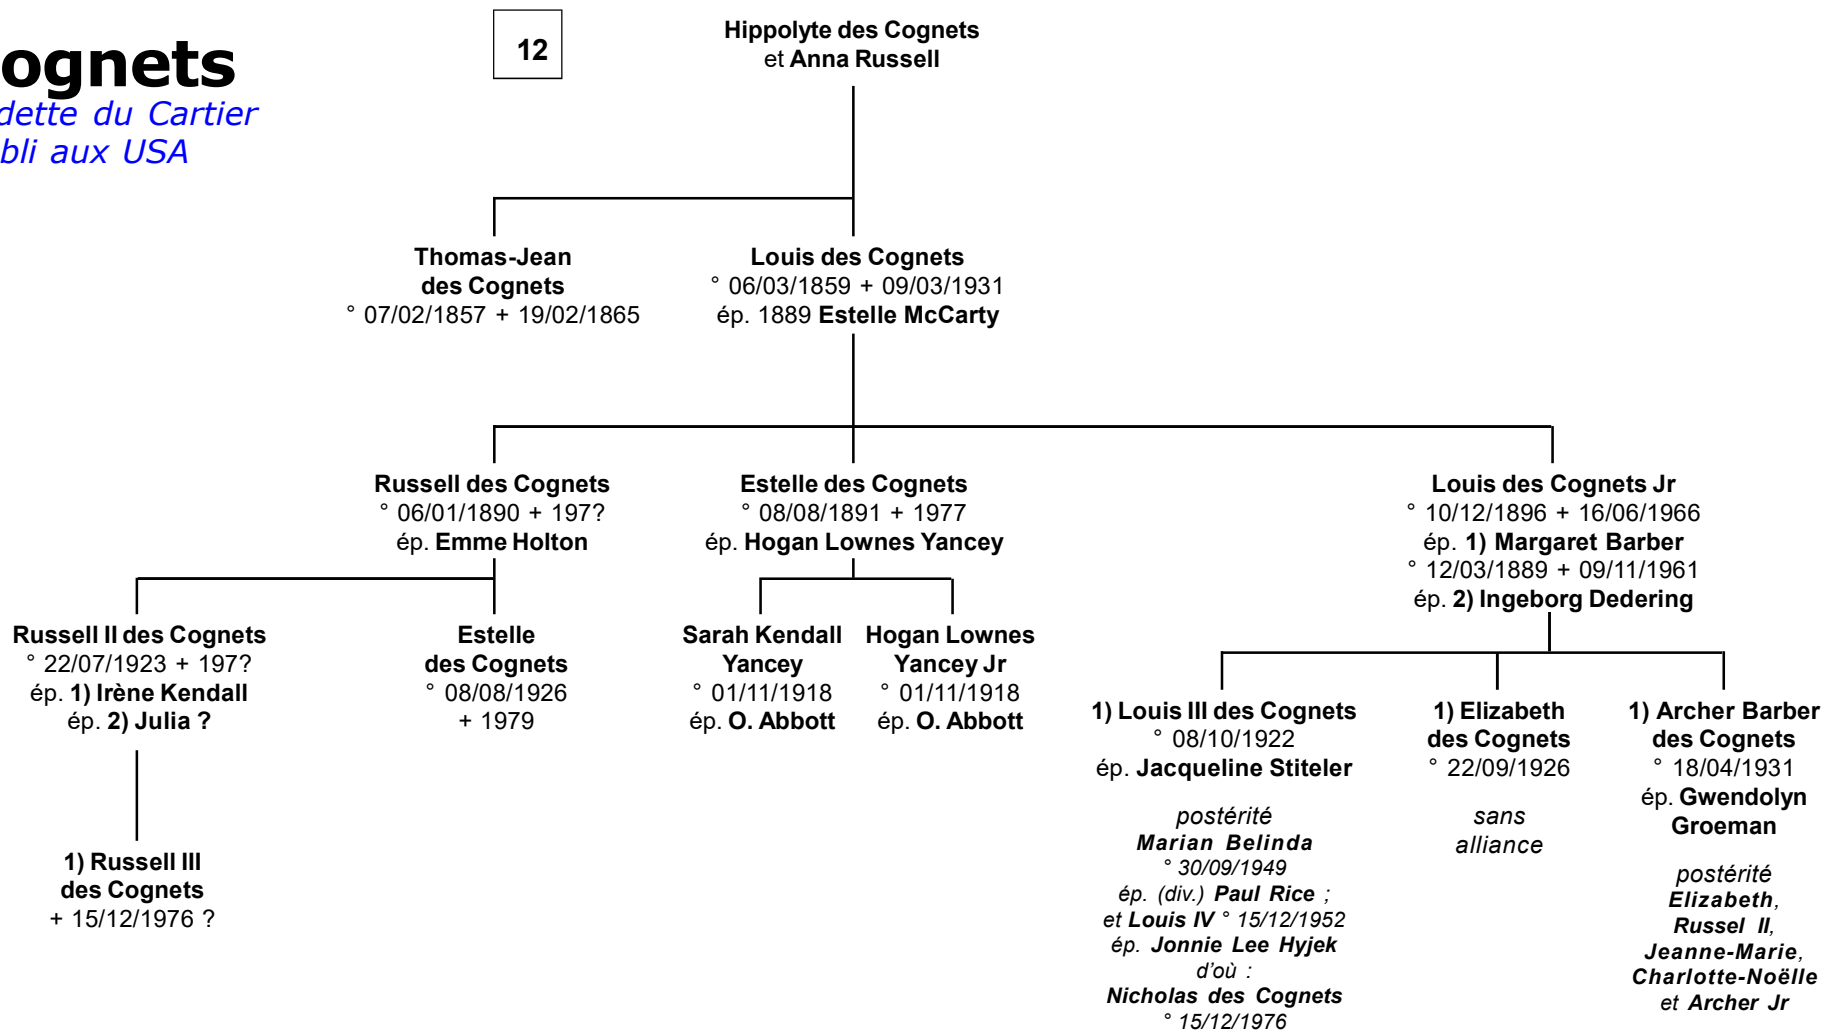 ognets
dette du Cartier
bli aux USA
12
Hippolyte des Cognets
et Anna Russell
Thomas-Jean
des Cognets
° 07/02/1857 + 19/02/1865
Louis des Cognets
° 06/03/1859 + 09/03/1931
ép. 1889 Estelle McCarty
Russell des Cognets
° 06/01/1890 + 197?
ép. Emme Holton
Estelle des Cognets
° 08/08/1891 + 1977
ép. Hogan Lownes Yancey
Louis des Cognets Jr
° 10/12/1896 + 16/06/1966
ép. 1) Margaret Barber
° 12/03/1889 + 09/11/1961
ép. 2) Ingeborg Dedering
Russell II des Cognets
° 22/07/1923 + 197?
ép. 1) Irène Kendall
ép. 2) Julia ?
Estelle
des Cognets
° 08/08/1926
+ 1979
Sarah Kendall
Yancey
° 01/11/1918
ép. O. Abbott
Hogan Lownes
Yancey Jr
° 01/11/1918
ép. O. Abbott
1) Louis III des Cognets
° 08/10/1922
ép. Jacqueline Stiteler
postérité
Marian Belinda
° 30/09/1949
ép. (div.) Paul Rice ;
et Louis IV ° 15/12/1952
ép. Jonnie Lee Hyjek
d'où :
Nicholas des Cognets
° 15/12/1976
1) Elizabeth
des Cognets
° 22/09/1926
sans
alliance
1) Archer Barber
des Cognets
° 18/04/1931
ép. Gwendolyn
Groeman
postérité
Elizabeth,
Russel II,
Jeanne-Marie,
Charlotte-Noëlle
et Archer Jr
1) Russell III
des Cognets
+ 15/12/1976 ?